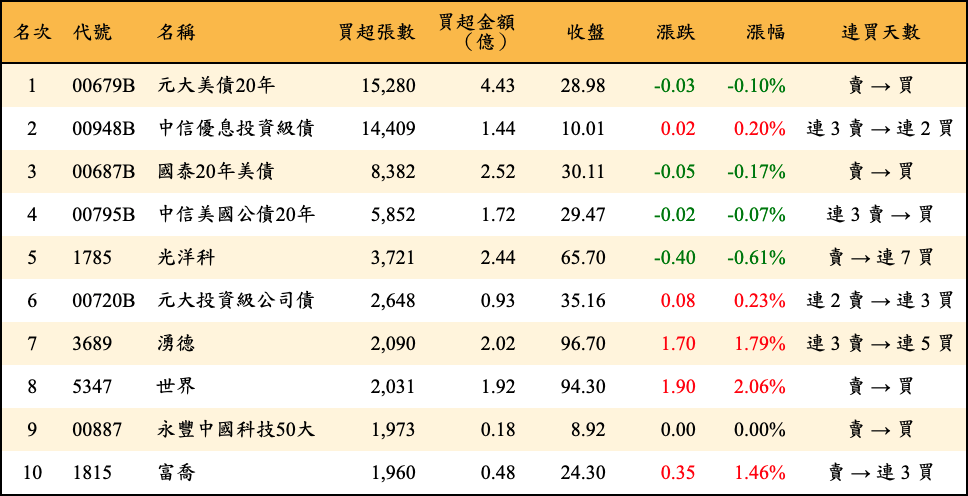 名次 代號 名稱 買超張數 買超金額（億） 收盤 漲跌 漲幅 連買天數
1 00679B 元大美債20年 15,280 4.43 28.98 -0.03 -0.10% 賣 → 買
2 00948B 中信優息投資級債 14,409 1.44 10.01 0.02 0.20% 連 3 賣 → 連 2 買
3 00687B 國泰20年美債 8,382 2.52 30.11 -0.05 -0.17% 賣 → 買
4 00795B 中信美國公債20年 5,852 1.72 29.47 -0.02 -0.07% 連 3 賣 → 買
5 1785 光洋科 3,721 2.44 65.70 -0.40 -0.61% 賣 → 連 7 買
6 00720B 元大投資級公司債 2,648 0.93 35.16 0.08 0.23% 連 2 賣 → 連 3 買
7 3689 湧德 2,090 2.02 96.70 1.70 1.79% 連 3 賣 → 連 5 買
8 5347 世界 2,031 1.92 94.30 1.90 2.06% 賣 → 買
9 00887 永豐中國科技50大 1,973 0.18 8.92 0.00 0.00% 賣 → 買
10 1815 富喬 1,960 0.48 24.30 0.35 1.46% 賣 → 連 3 買